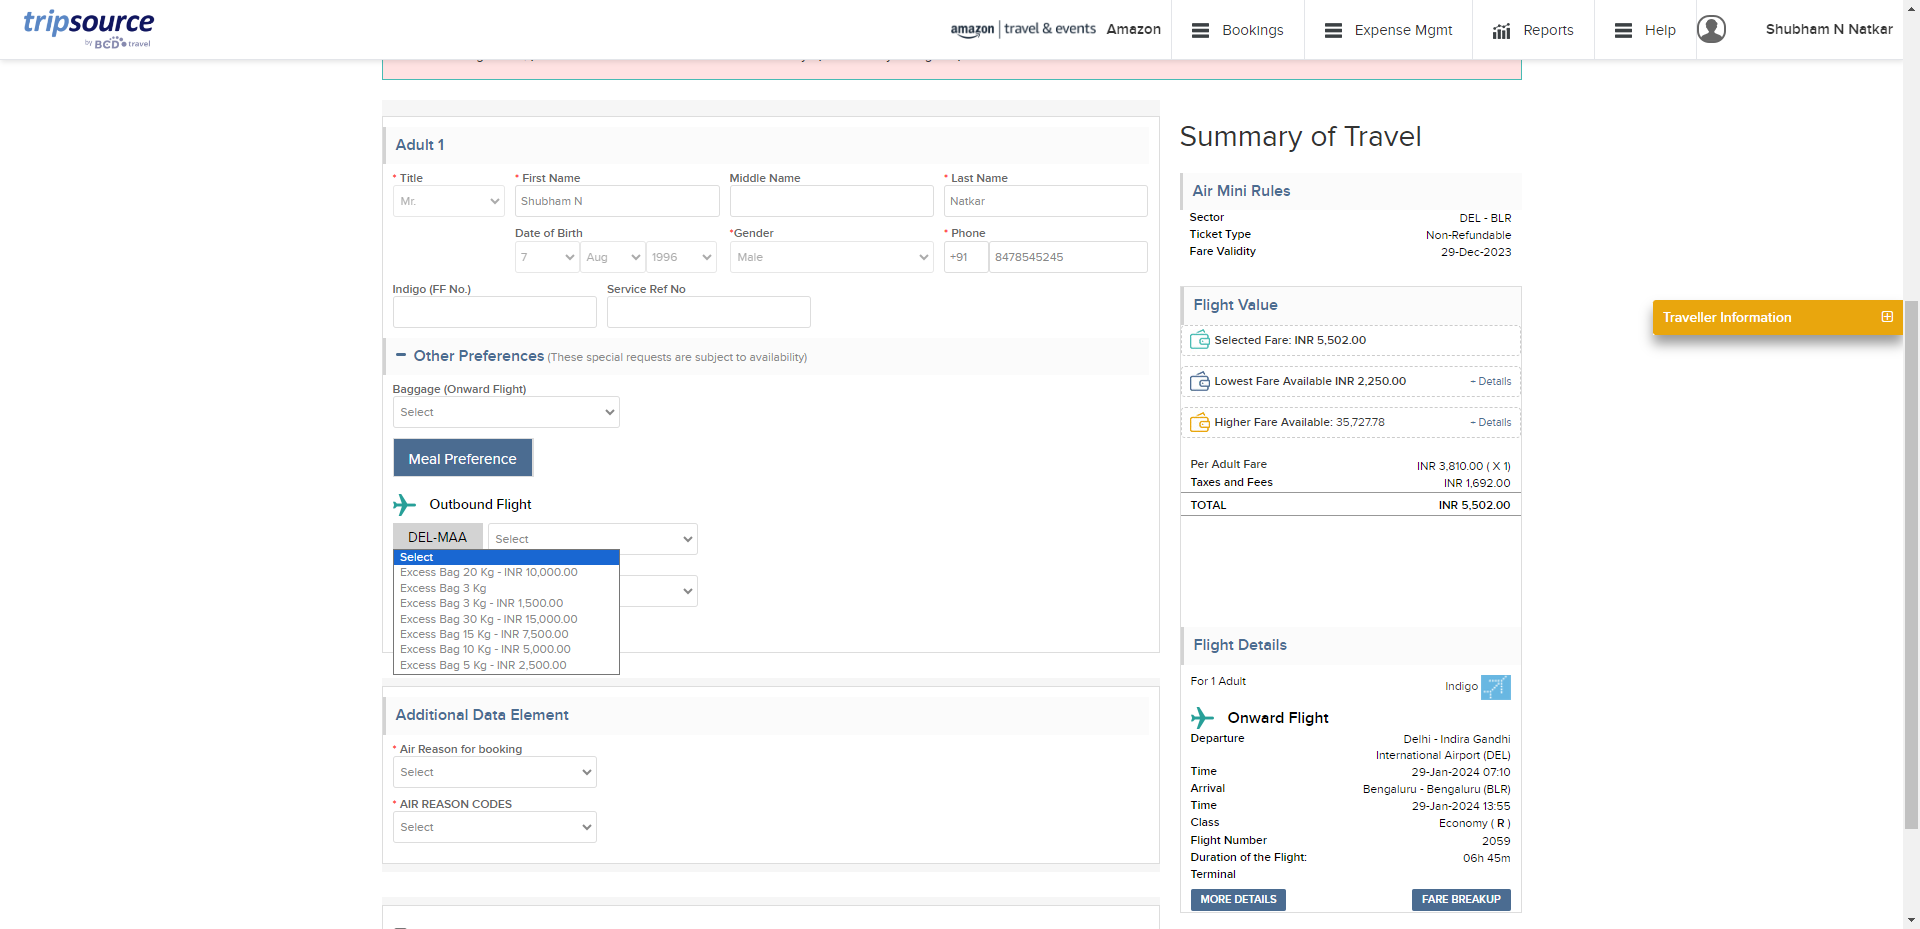 tripsource
by BCD travel
amazon | travel & events Amazon
Bookings
Expense Mgmt
Reports
Help
Shubham N Natkar
Adult 1
* Title
* First Name
Middle Name
* Last Name
Mr.
Shubham N
Natkar
Date of Birth
*Gender
* Phone
7
Aug
1996
Male
+91
8478545245
Indigo (FF No.)
Service Ref No
Other Preferences (These special requests are subject to availability)
Baggage (Onward Flight)
Select
Meal Preference
Outbound Flight
DEL-MAA
Select
Select
Excess Bag 20 Kg - INR 10,000.00
Excess Bag 3 Kg
Excess Bag 3 Kg - INR 1,500.00
Excess Bag 30 Kg - INR 15,000.00
Excess Bag 15 Kg - INR 7,500.00
Excess Bag 10 Kg - INR 5,000.00
Excess Bag 5 Kg - INR 2,500.00
Additional Data Element
* Air Reason for booking
Select
* AIR REASON CODES
Select
Summary of Travel
Air Mini Rules
Sector DEL - BLR
Ticket Type Non-Refundable
Fare Validity 29-Dec-2023
Flight Value
Selected Fare: INR 5,502.00
Lowest Fare Available INR 2,250.00 + Details
Higher Fare Available: 35,727.78 + Details
Per Adult Fare INR 3,810.00 ( X 1)
Taxes and Fees INR 1,692.00
TOTAL INR 5,502.00
Flight Details
For 1 Adult Indigo
Onward Flight
Departure Delhi - Indira Gandhi
International Airport (DEL)
Time 29-Jan-2024 07:10
Arrival Bengaluru - Bengaluru (BLR)
Time 29-Jan-2024 13:55
Class Economy ( R )
Flight Number 2059
Duration of the Flight: 06h 45m
Terminal
MORE DETAILS
FARE BREAKUP
Traveller Information